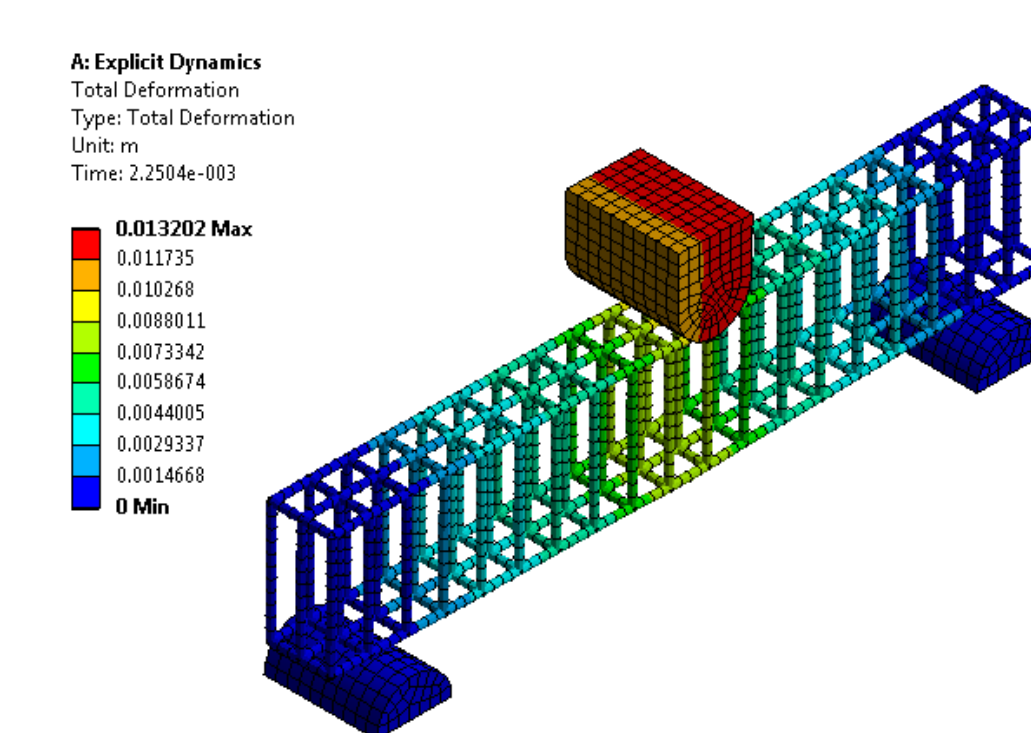 A: Explicit Dynamics
Total Deformation
Type: Total Deformation
Unit: m
Time: 2.2504e-003
0.013202 Max
0.011735
0.010268
0.0088011
0.0073342
0.0058674
0.0044005
0.0029337
0.0014668
0 Min